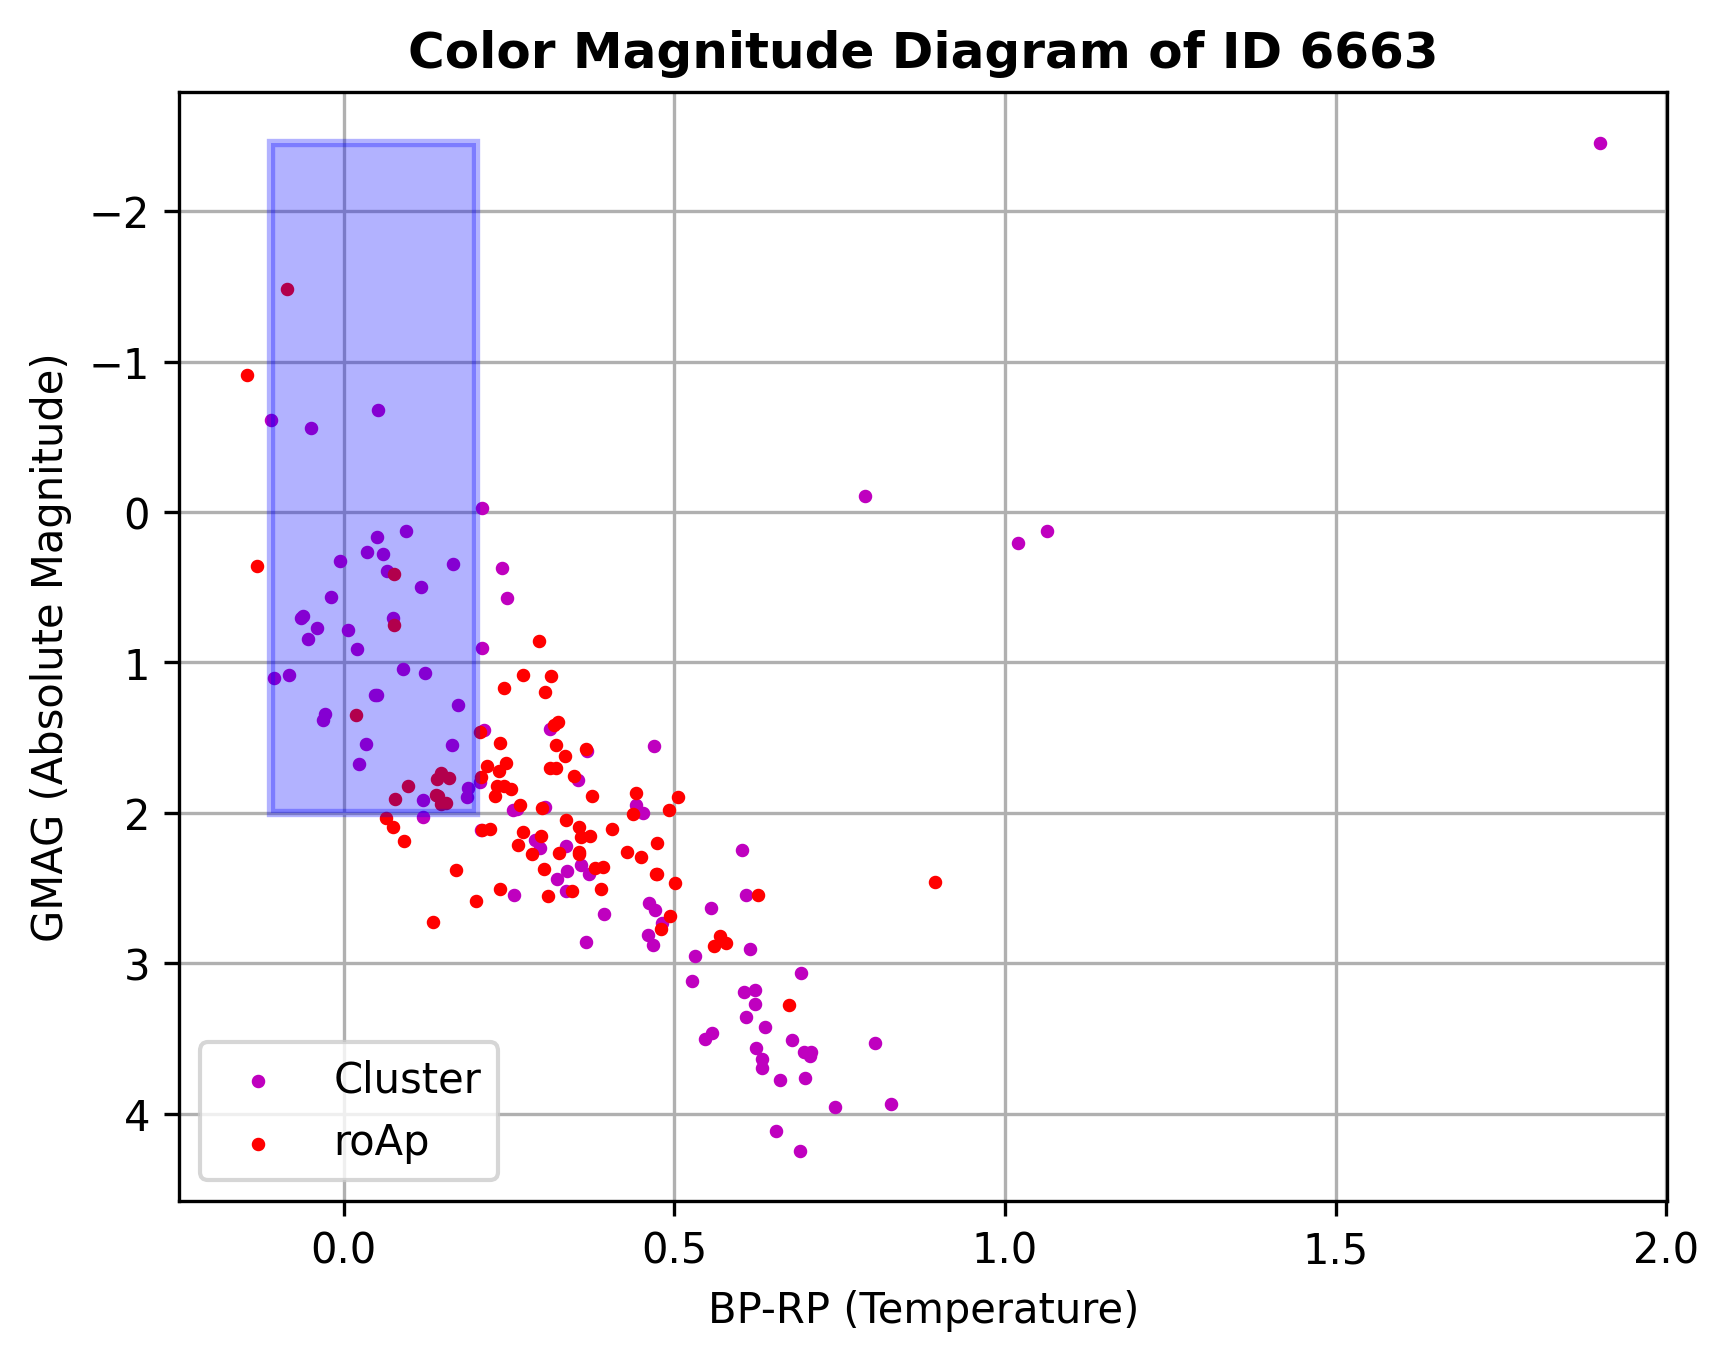 Color Magnitude Diagram of ID 6663
GMAG (Absolute Magnitude)
−2
−1
0
1
2
3
4
Cluster
roAp
0.0 0.5 1.0 1.5 2.0
BP-RP (Temperature)